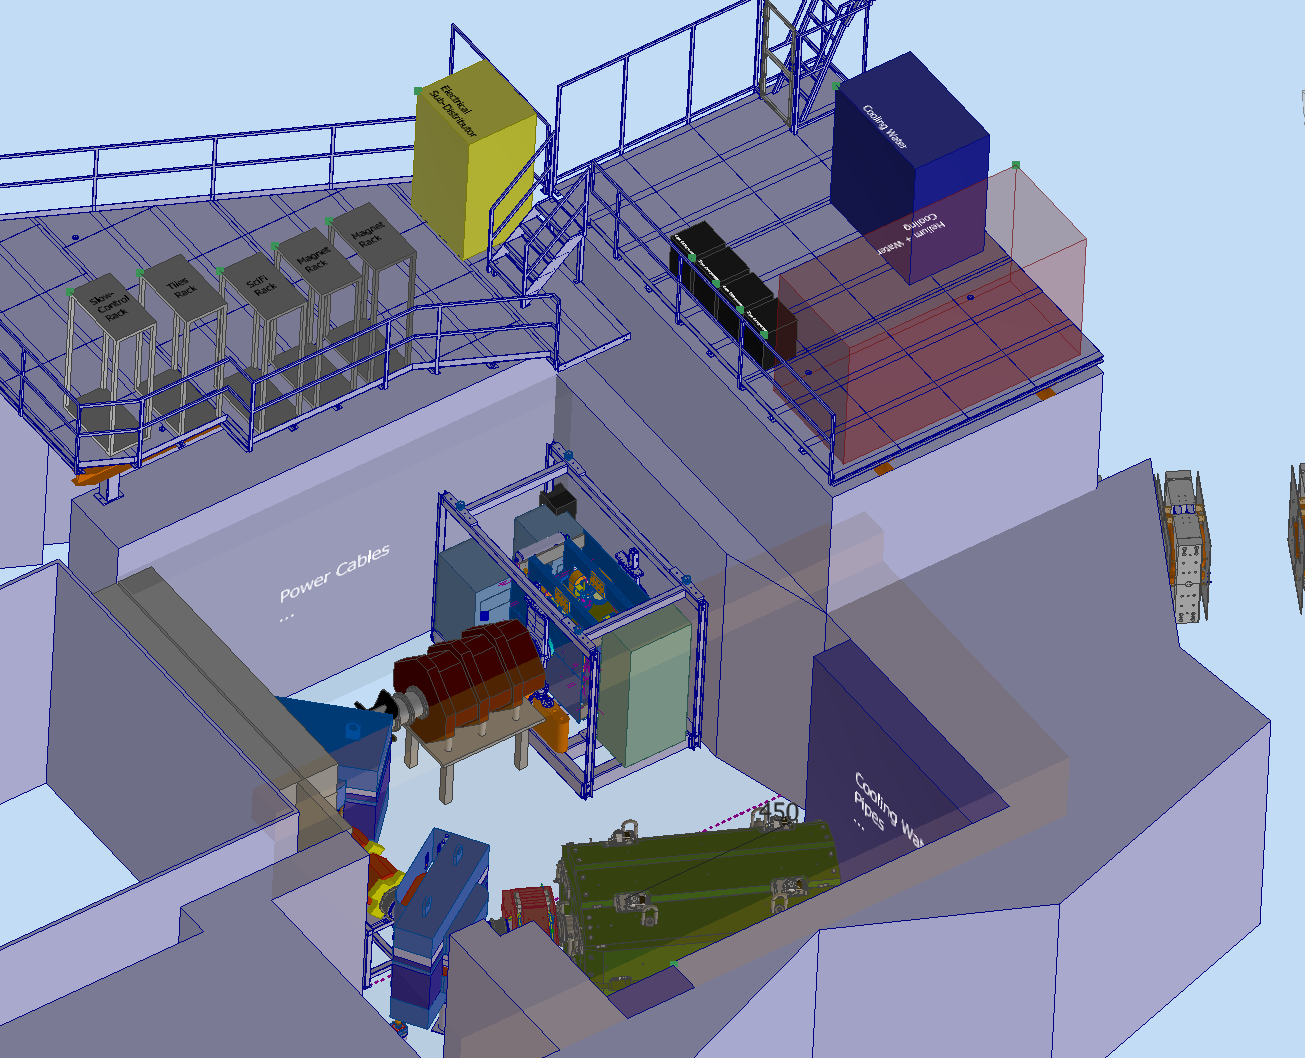 Electrical
Sub-Distributor
Cooling Water
Magnet
Rack
Magnet
Rack
SciFi
Rack
Tiles
Rack
Slow-
Control
Rack
Helium + Water
Cooling
Power Cables
...
450
Cooling Wa
Pipes
...